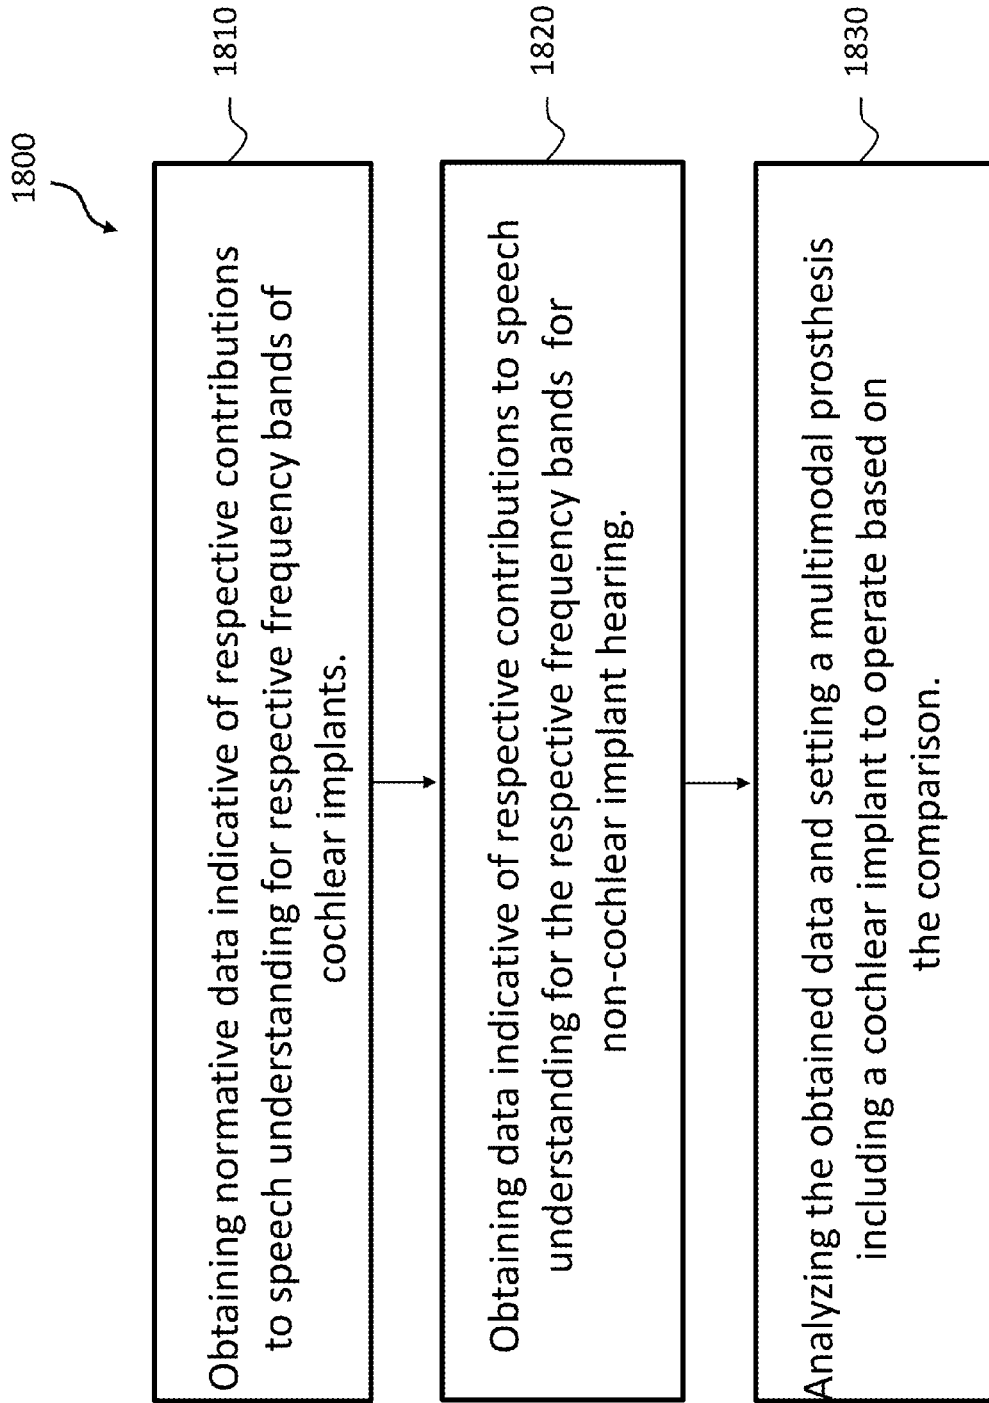 1800
Obtaining normative data indicative of respective contributions
to speech understanding for respective frequency bands of
cochlear implants.
1810
Obtaining data indicative of respective contributions to speech
understanding for the respective frequency bands for
non-cochlear implant hearing.
1820
Analyzing the obtained data and setting a multimodal prosthesis
including a cochlear implant to operate based on
the comparison.
1830